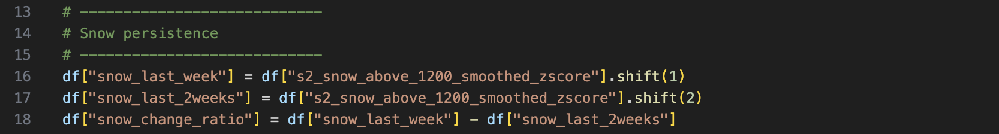 13 # ----------------------------
14 # Snow persistence
15 # ----------------------------
16 df["snow_last_week"] = df["s2_snow_above_1200_smoothed_zscore"].shift(1)
17 df["snow_last_2weeks"] = df["s2_snow_above_1200_smoothed_zscore"].shift(2)
18 df["snow_change_ratio"] = df["snow_last_week"] - df["snow_last_2weeks"]